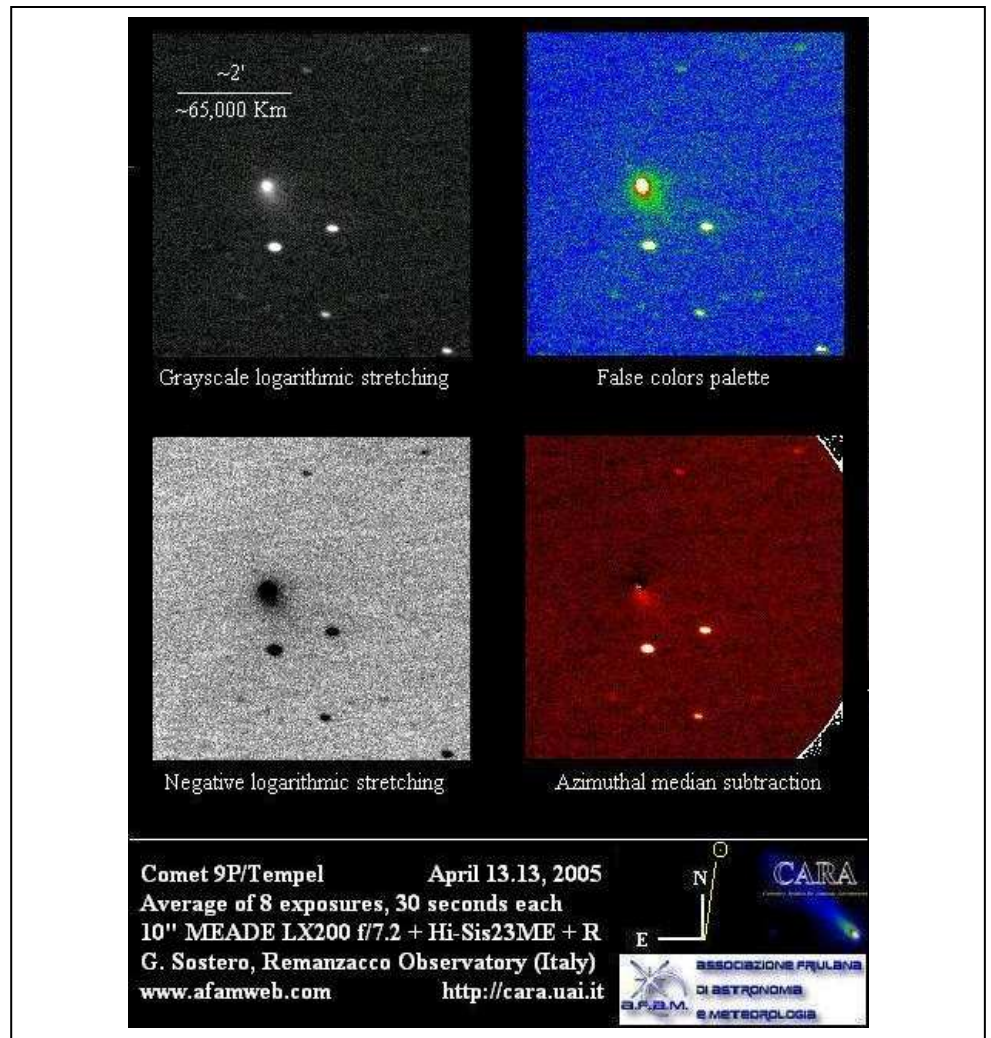 ~2'
~65,000 Km
Grayscale logarithmic stretching
False colors palette
Negative logarithmic stretching
Azimuthal median subtraction
Comet 9P/Tempel April 13.13, 2005
Average of 8 exposures, 30 seconds each
10" MEADE LX200 f/7.2 + Hi-Sis23ME + R
G. Sostero, Remanzacco Observatory (Italy)
www.afamweb.com http://cara.uai.it
N
E
CARA
A.F.A.M.
ASSOCIAZIONE FRIULANA
DI ASTRONOMIA
E METEOROLOGIA